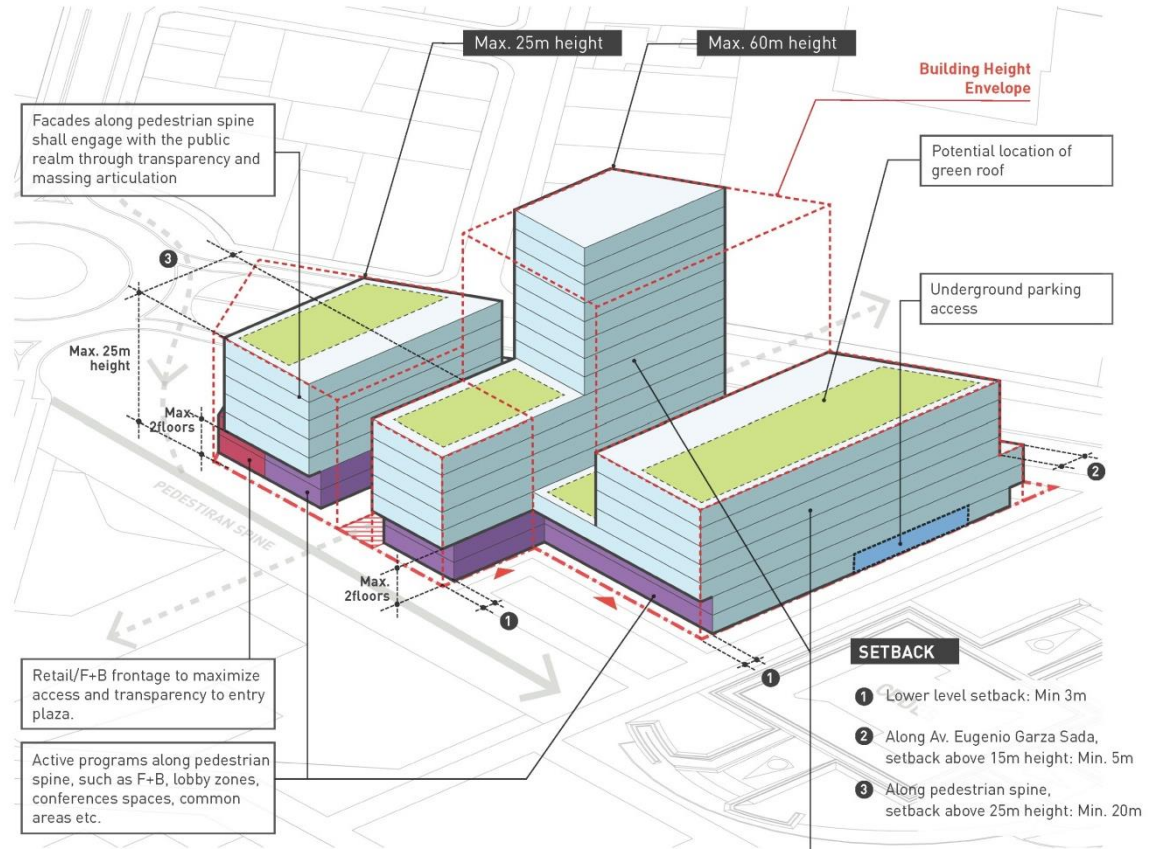 Max. 25m height
Max. 60m height
Building Height
Envelope
Facades along pedestrian spine
shall engage with the public
realm through transparency and
massing articulation
Potential location of
green roof
3
Underground parking
access
Max. 25m
height
Max.
2floors
2
PEDESTIRAN SPINE
Max.
2floors
1
1
Retail/F+B frontage to maximize
access and transparency to entry
plaza.
Active programs along pedestrian
spine, such as F+B, lobby zones,
conferences spaces, common
areas etc.
SETBACK
1 Lower level setback: Min 3m
2 Along Av. Eugenio Garza Sada,
setback above 15m height: Min. 5m
3 Along pedestrian spine,
setback above 25m height: Min. 20m